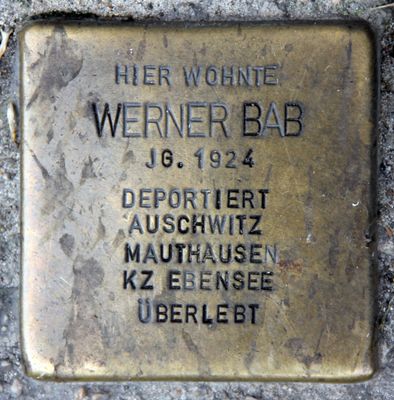 HIER WOHNTE
WERNER BAB
JG. 1924
DEPORTIERT
AUSCHWITZ
MAUTHAUSEN
KZ EBENSEE
ÜBERLEBT